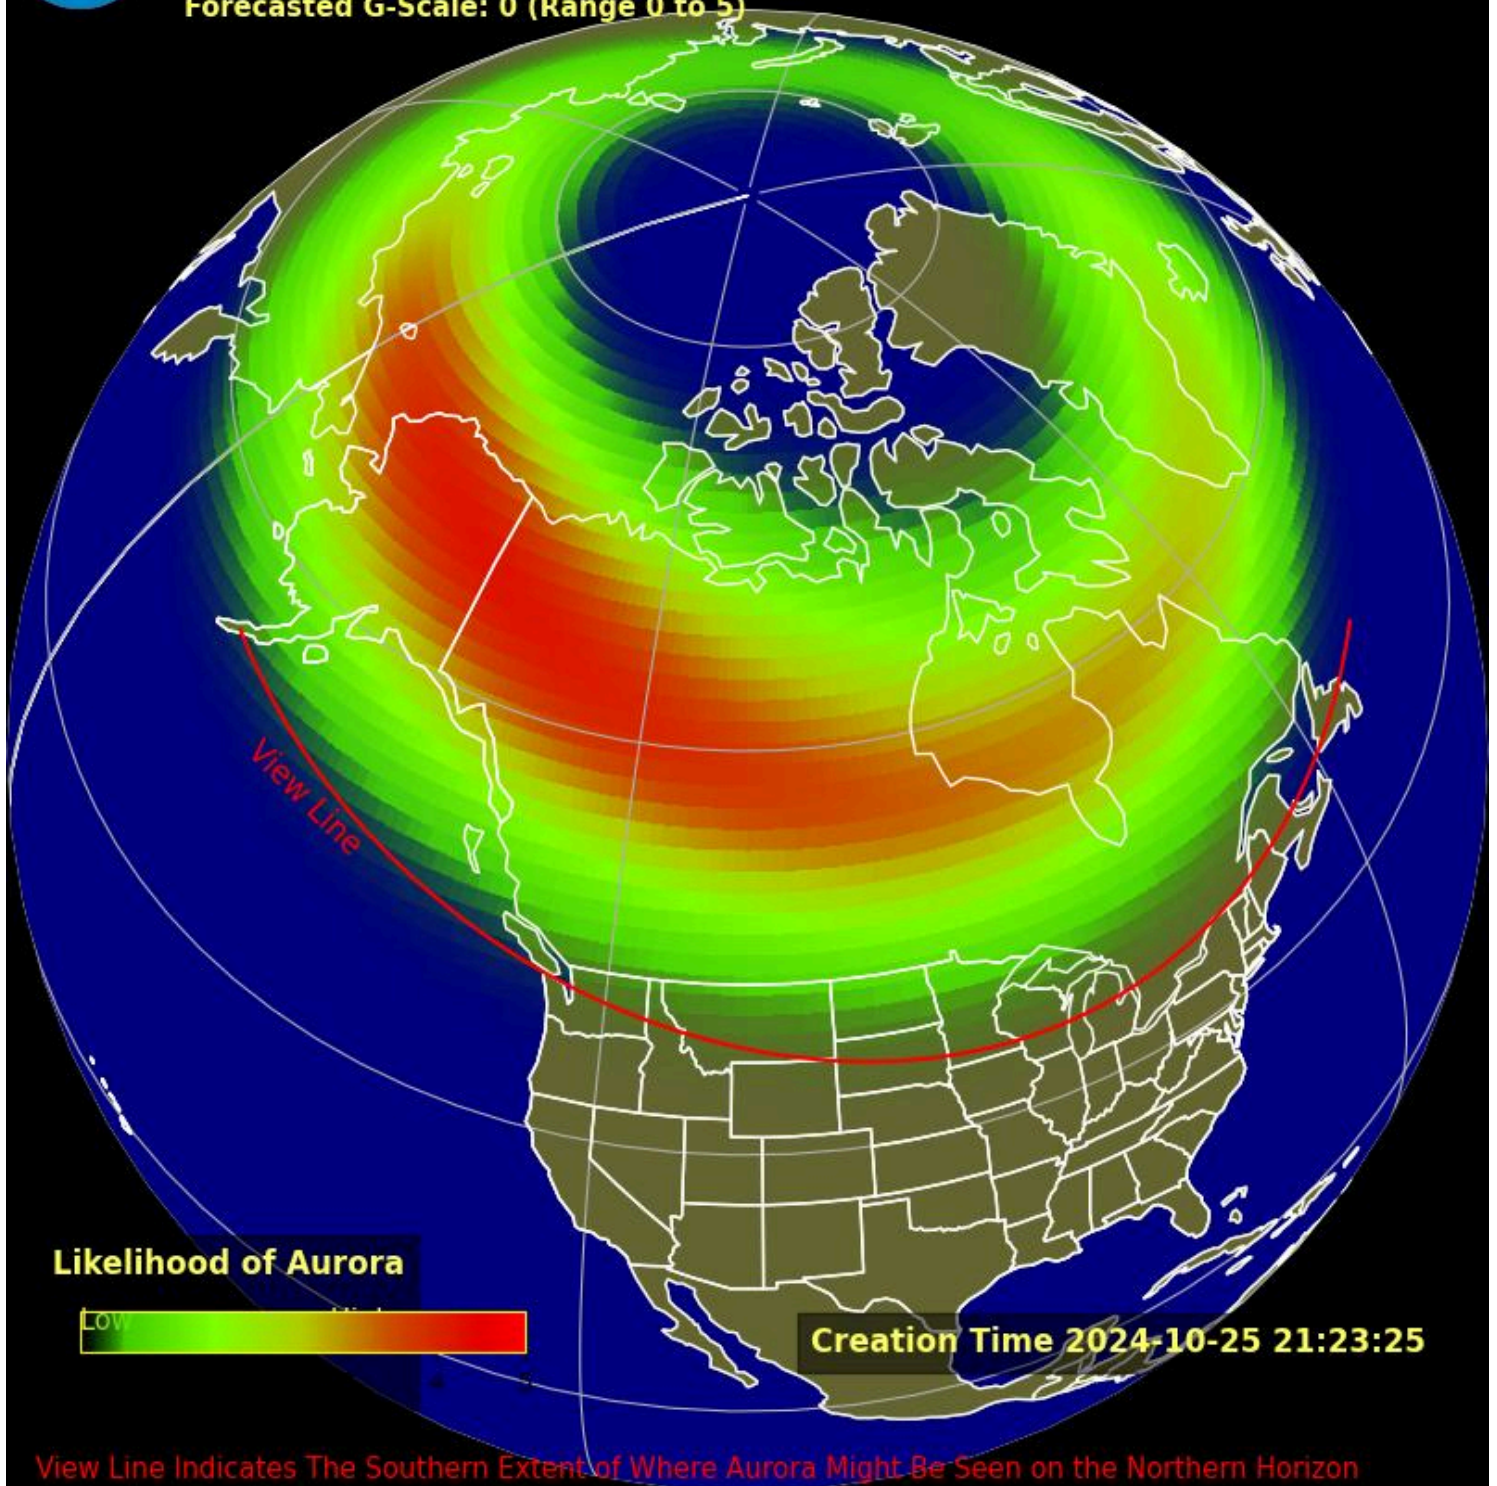 Forecasted G-Scale: 0 (Range 0 to 5)
View Line
Likelihood of Aurora
Low
Creation Time 2024-10-25 21:23:25
View Line Indicates The Southern Extent of Where Aurora Might Be Seen on the Northern Horizon